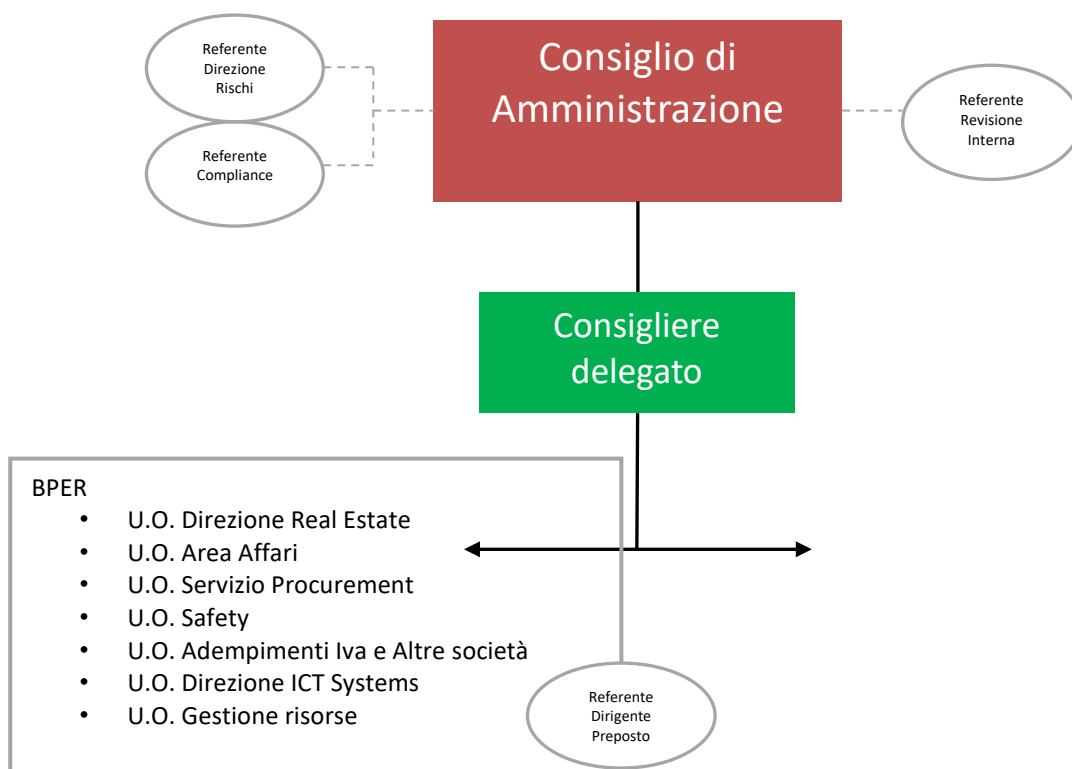 Referente
Direzione
Rischi
Consiglio di
Amministrazione
Referente
Revisione
Interna
Referente
Compliance
Consigliere
delegato
BPER
• U.O. Direzione Real Estate
• U.O. Area Affari
• U.O. Servizio Procurement
• U.O. Safety
• U.O. Adempimenti Iva e Altre società
• U.O. Direzione ICT Systems
• U.O. Gestione risorse
Referente
Dirigente
Preposto